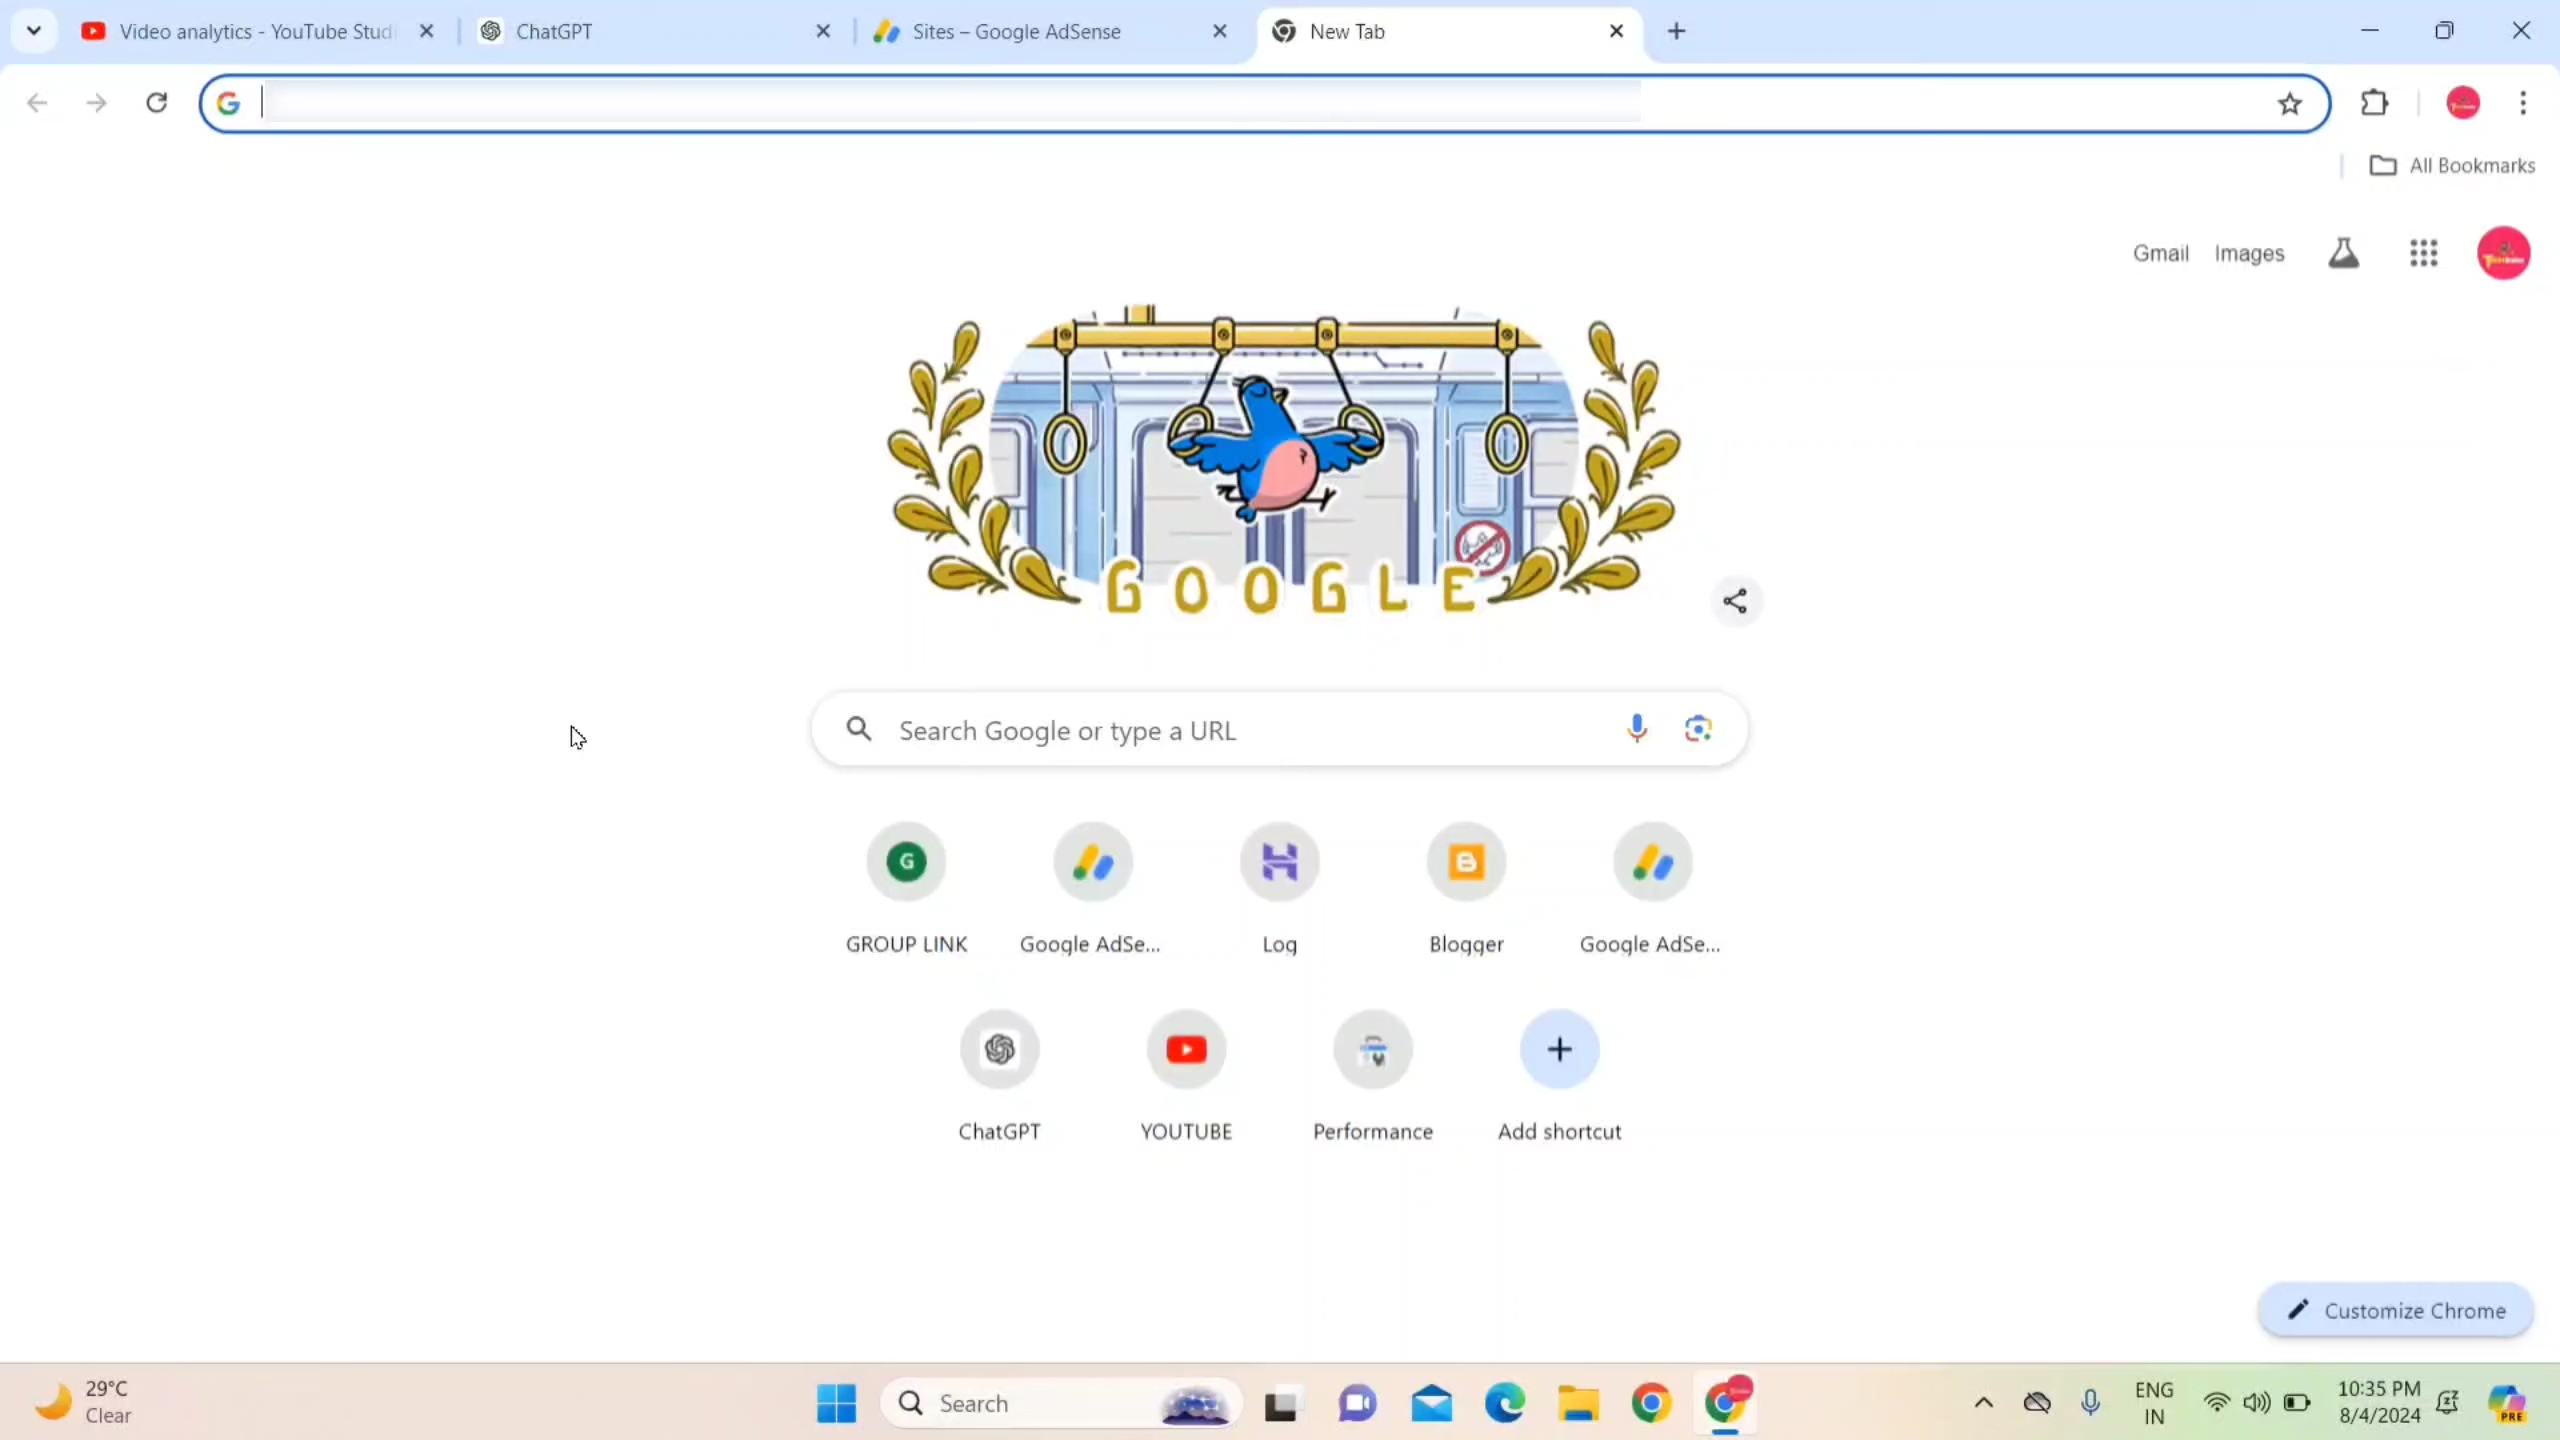 Video analytics - YouTube Studi
ChatGPT
Sites – Google AdSense
New Tab
All Bookmarks
Gmail
Images
GOOGLE
Search Google or type a URL
G
GROUP LINK
Google AdSe...
Log
Blogger
Google AdSe...
ChatGPT
YOUTUBE
Performance
Add shortcut
Customize Chrome
29°C
Clear
Search
ENG
IN
10:35 PM
8/4/2024
PRE